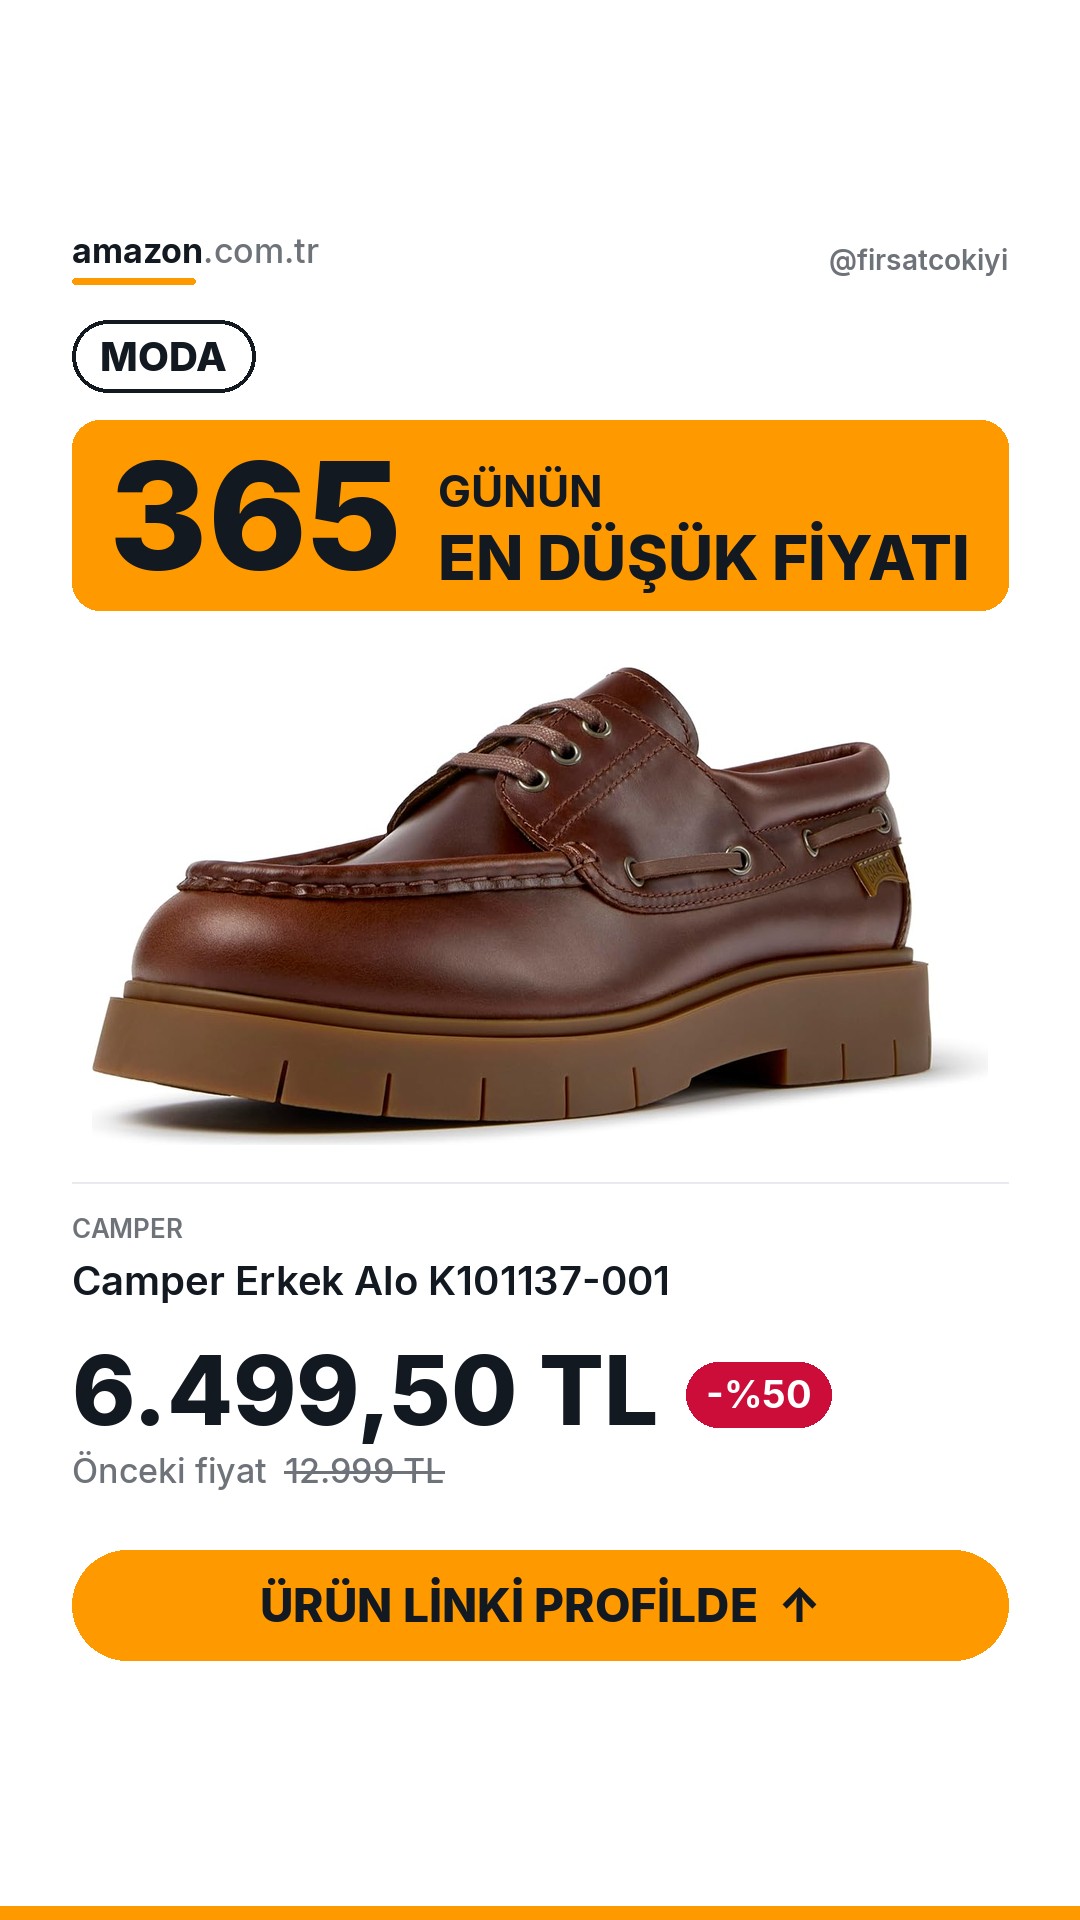 amazon.com.tr
@firsatcokiyi
MODA
365
GÜNÜN
EN DÜŞÜK FİYATI
CAMPER
Camper Erkek Alo K101137-001
6.499,50 TL
-%50
Önceki fiyat 12.999 TL
ÜRÜN LİNKİ PROFİLDE ↑